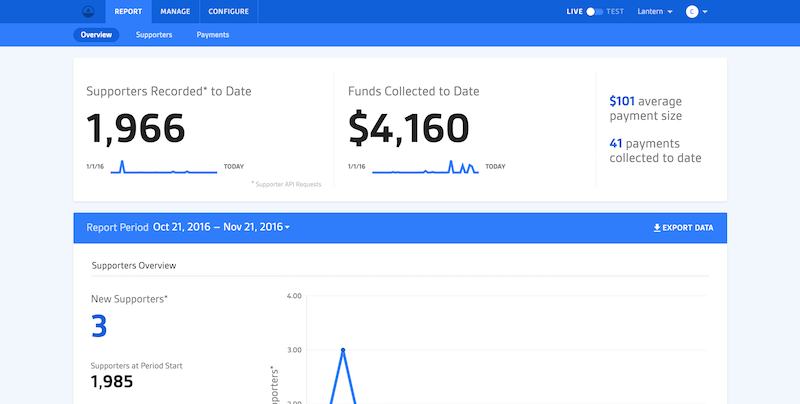 REPORT MANAGE CONFIGURE LIVE TEST Lantern C
Overview Supporters Payments
Supporters Recorded* to Date
1,966
1/1/16 TODAY
* Supporter API Requests
Funds Collected to Date
$4,160
1/1/16 TODAY
$101 average
payment size
41 payments
collected to date
Report Period Oct 21, 2016 – Nov 21, 2016 EXPORT DATA
Supporters Overview
New Supporters*
3
Supporters at Period Start
1,985
4.00
3.00
2.00
pporters*